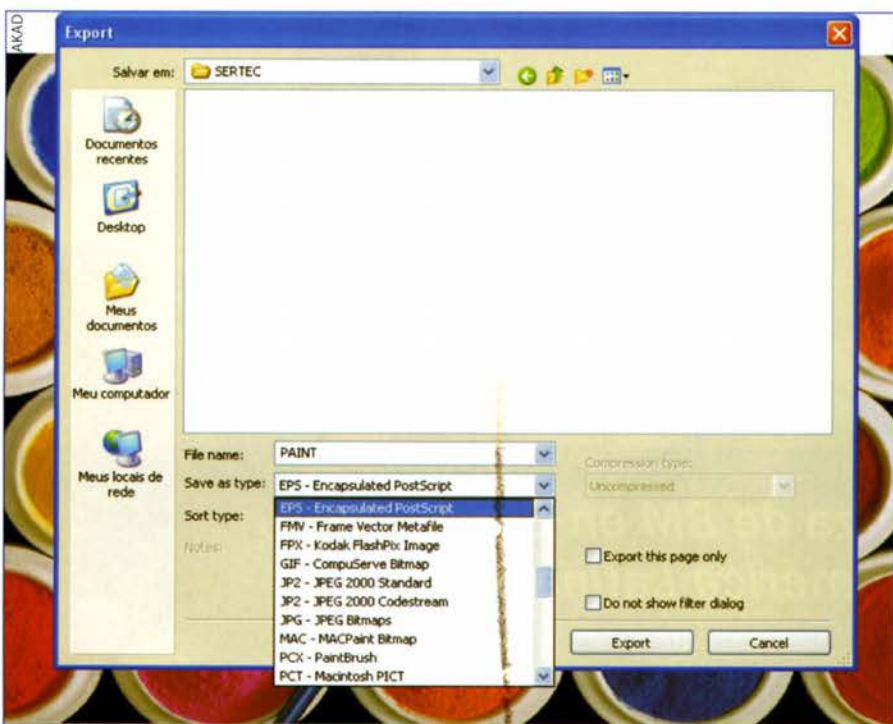 AKAD
Export
Salvar em:
SERTEC
Documentos
recentes
Desktop
Meus
documentos
Meu computador
Meus locais de
rede
File name:
PAINT
Save as type:
EPS - Encapsulated PostScript
Sort type:
Notes:
EPS - Encapsulated PostScript
FMV - Frame Vector Metafile
FPX - Kodak FlashPix Image
GIF - CompuServe Bitmap
JP2 - JPEG 2000 Standard
JP2 - JPEG 2000 Codestream
JPG - JPEG Bitmaps
MAC - MACPaint Bitmap
PCX - PaintBrush
PCT - Macintosh PICT
Compression type:
Uncompressed
Export this page only
Do not show filter dialog
Export
Cancel